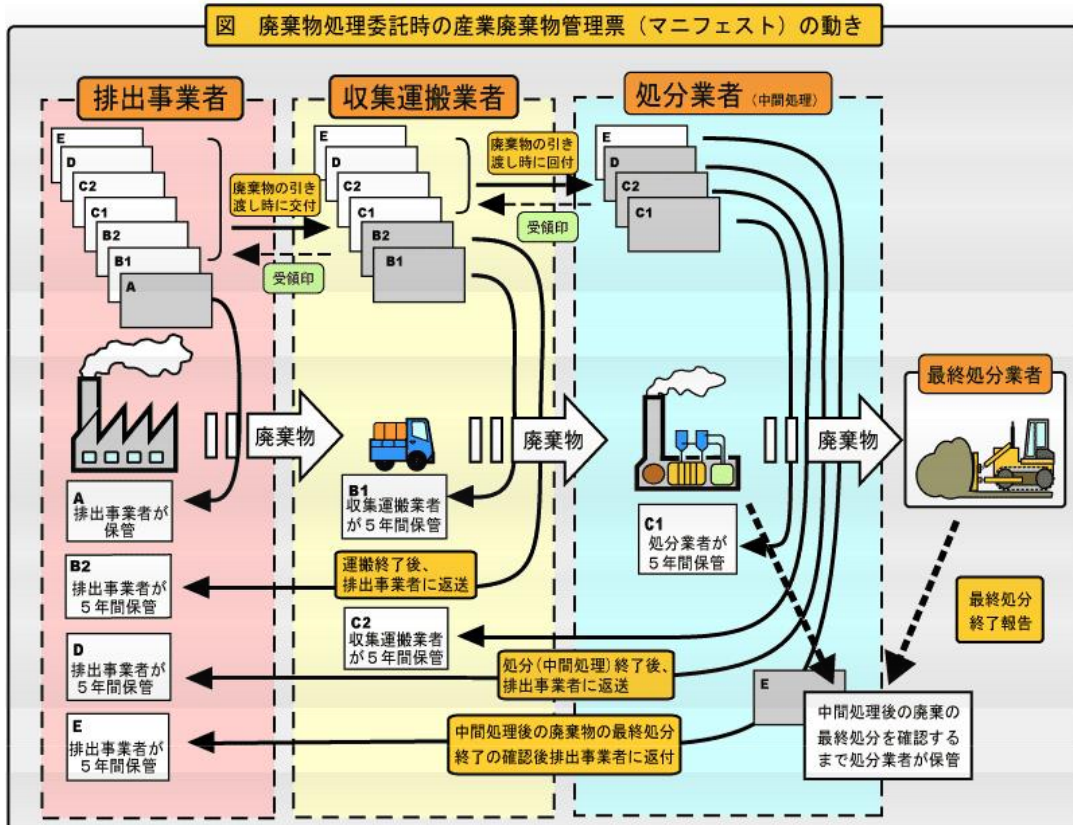 図　廃棄物処理委託時の産業廃棄物管理票（マニフェスト）の動き
排出事業者
収集運搬業者
処分業者（中間処理）
E
D
C2
C1
B2
B1
A
廃棄物の引き
渡し時に交付
受領印
E
D
C2
C1
B2
B1
廃棄物の引き
渡し時に回付
受領印
E
D
C2
C1
廃棄物
廃棄物
廃棄物
最終処分業者
A
排出事業者が
保管
B1
収集運搬業者
が５年間保管
C1
処分業者が
５年間保管
B2
排出事業者が
５年間保管
運搬終了後、
排出事業者に返送
C2
収集運搬業者
が５年間保管
最終処分
終了報告
D
排出事業者が
５年間保管
処分(中間処理)終了後、
排出事業者に返送
E
E
排出事業者が
５年間保管
中間処理後の廃棄物の最終処分
終了の確認後排出事業者に返付
中間処理後の廃棄の
最終処分を確認する
まで処分業者が保管